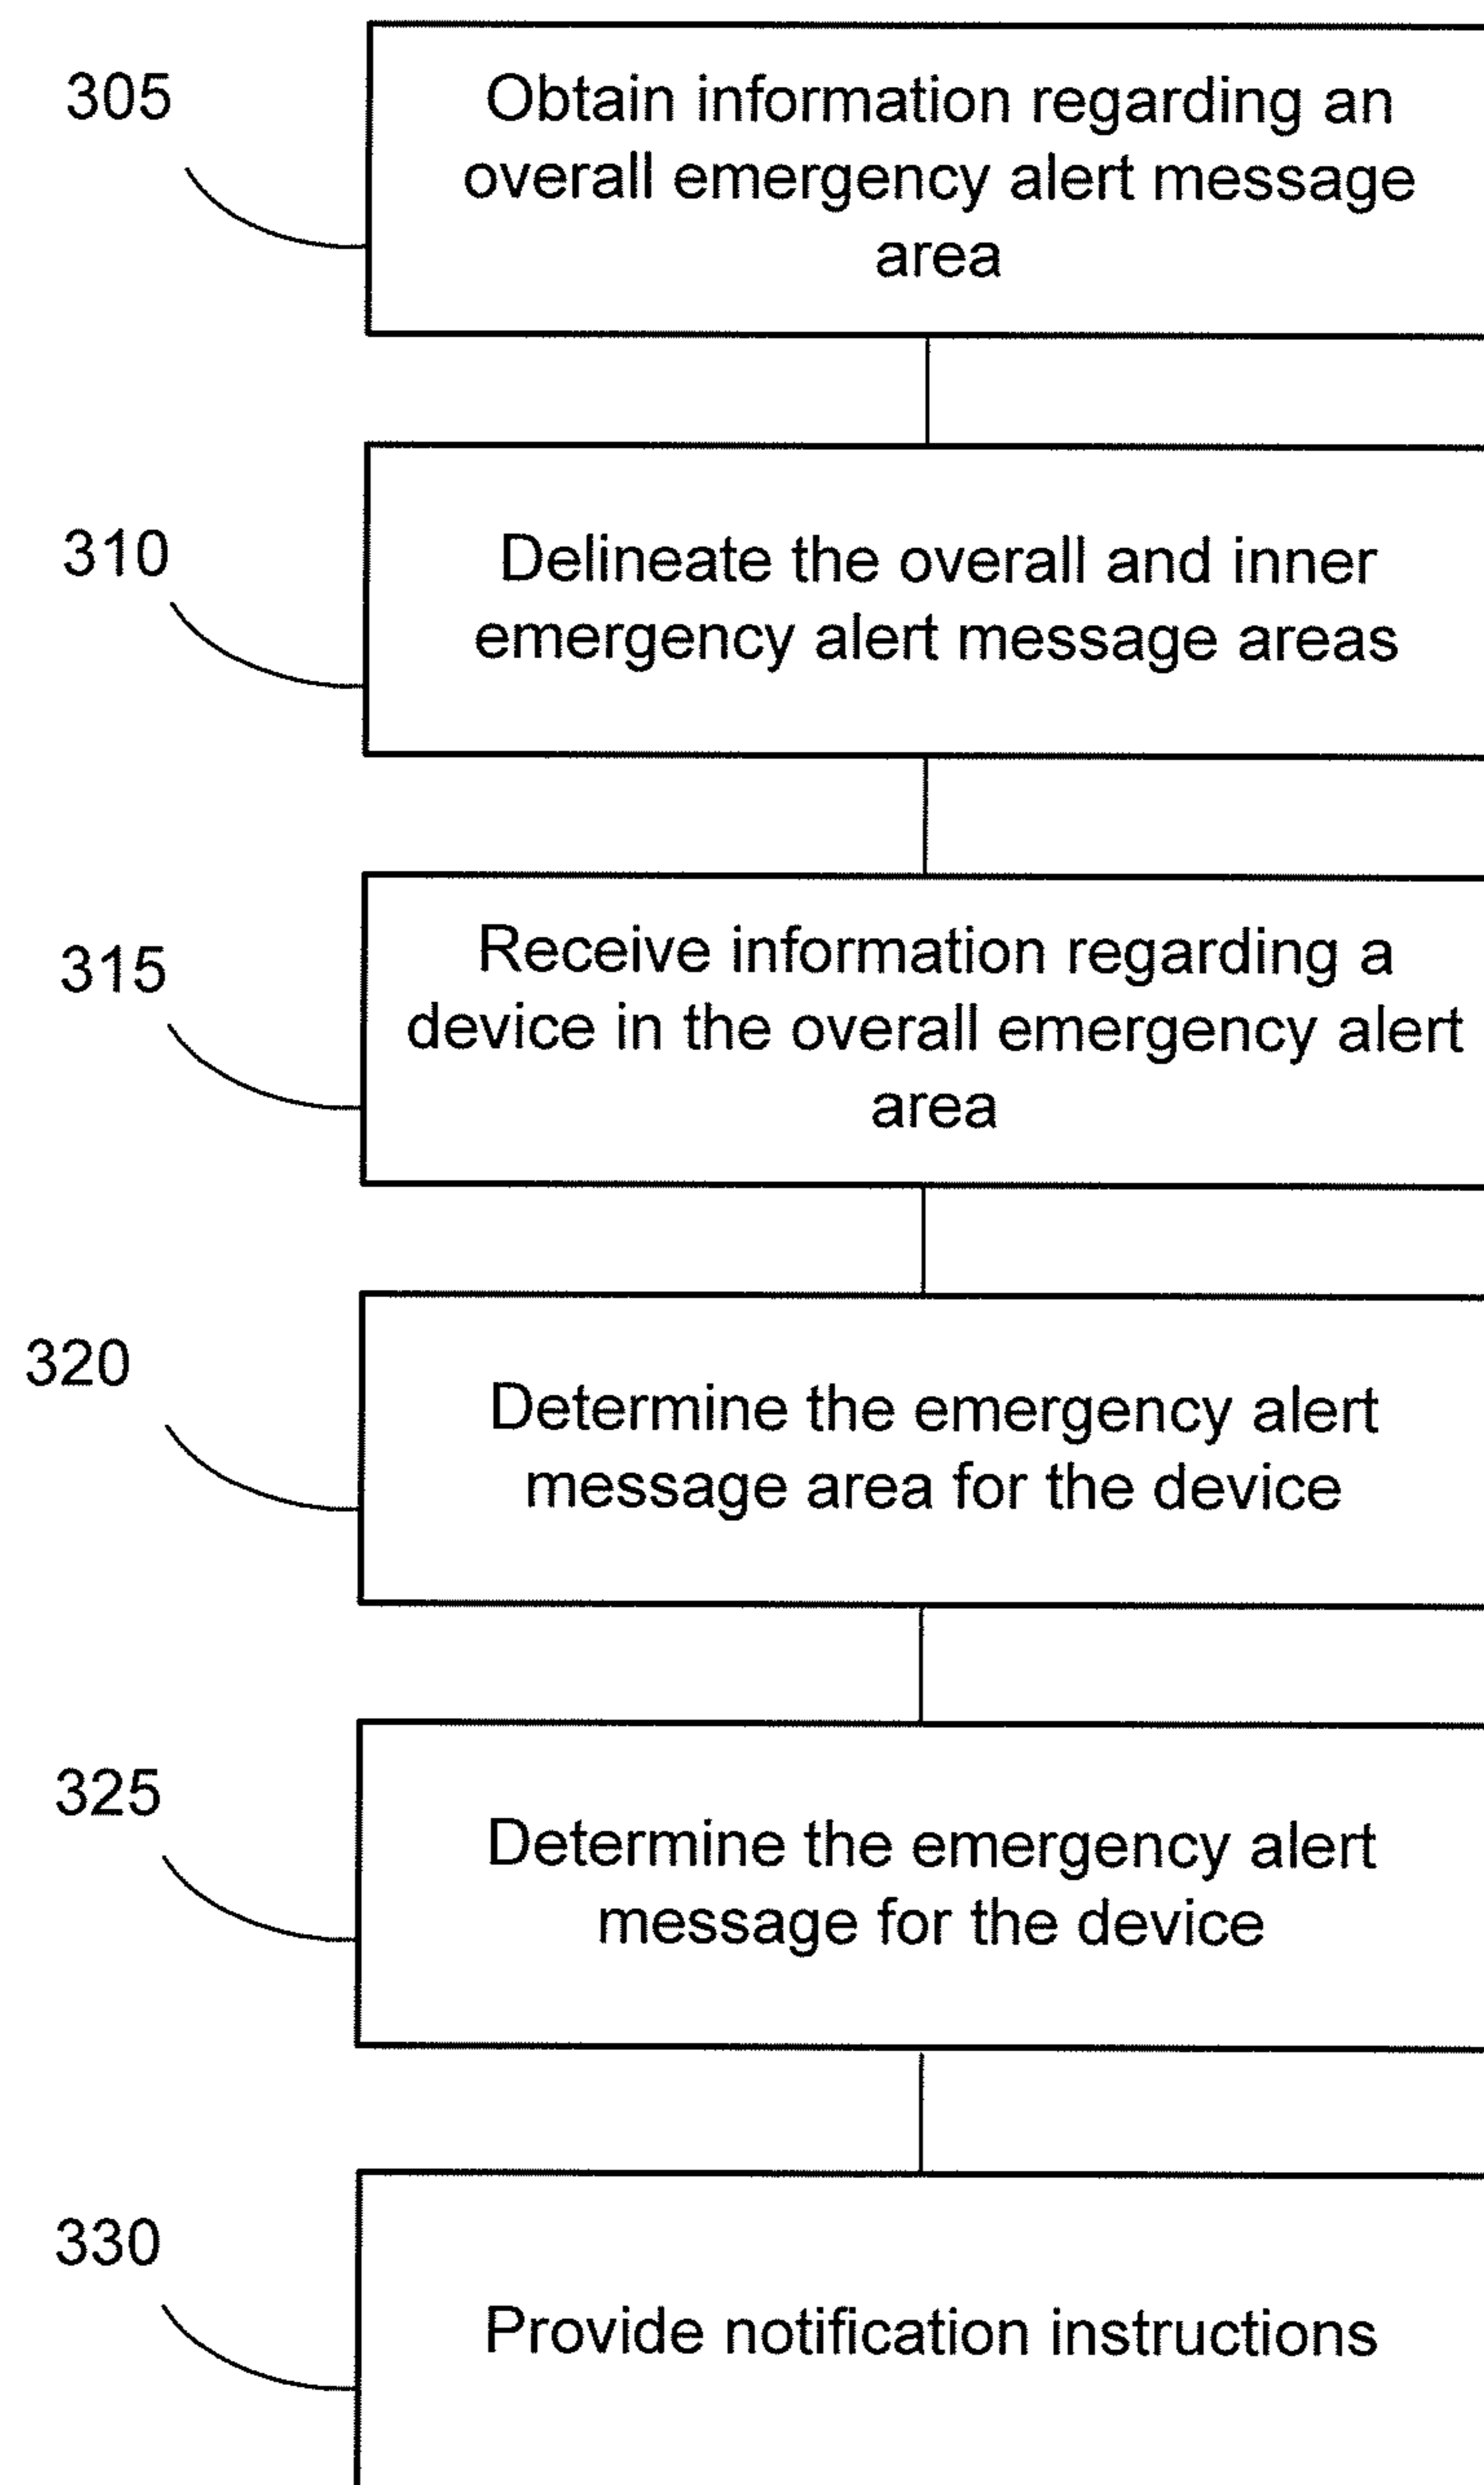 305
Obtain information regarding an
overall emergency alert message
area
310
Delineate the overall and inner
emergency alert message areas
315
Receive information regarding a
device in the overall emergency alert
area
320
Determine the emergency alert
message area for the device
325
Determine the emergency alert
message for the device
330
Provide notification instructions